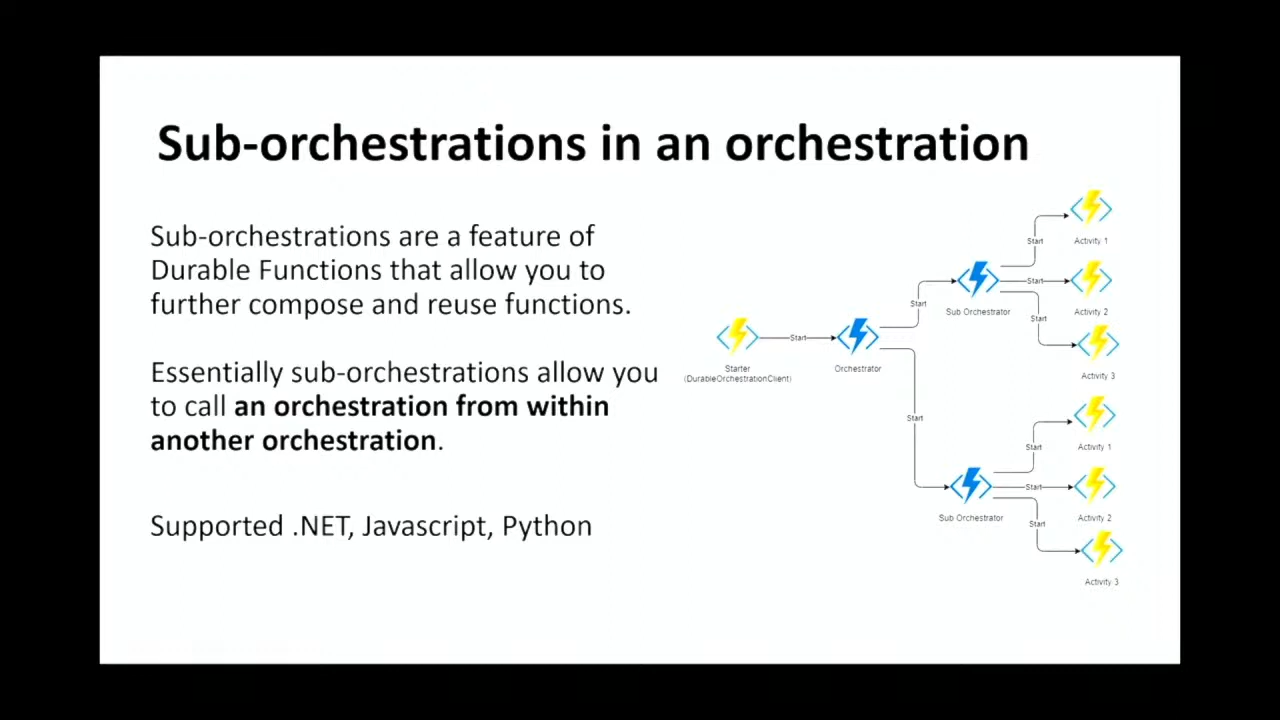 Sub-orchestrations in an orchestration
Sub-orchestrations are a feature of
Durable Functions that allow you to
further compose and reuse functions.
Essentially sub-orchestrations allow you
to call an orchestration from within
another orchestration.
Supported .NET, Javascript, Python
Starter
(DurableOrchestrationClient)
Start
Orchestrator
Start
Start
Sub Orchestrator
Start
Start
Start
Activity 1
Activity 2
Activity 3
Sub Orchestrator
Start
Start
Start
Activity 1
Activity 2
Activity 3